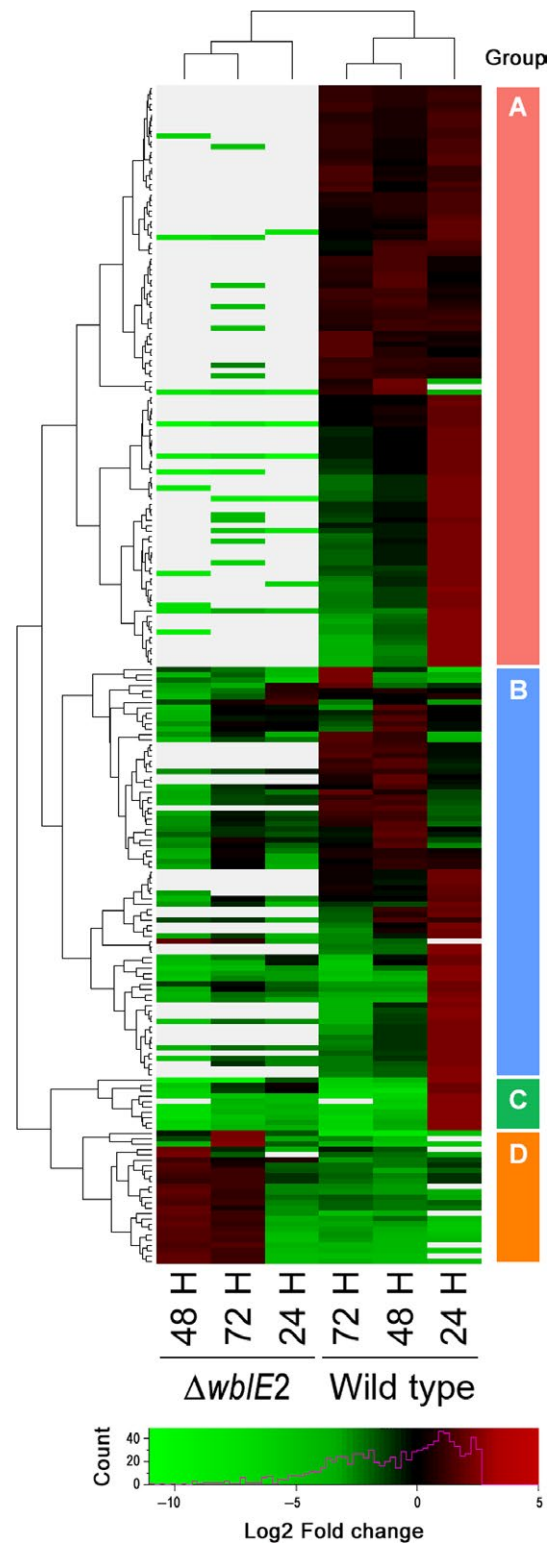 Group
A
B
C
D
48 H
72 H
24 H
72 H
48 H
24 H
ΔwblE2
Wild type
Count
40
20
0
−10
−5
0
5
Log2 Fold change